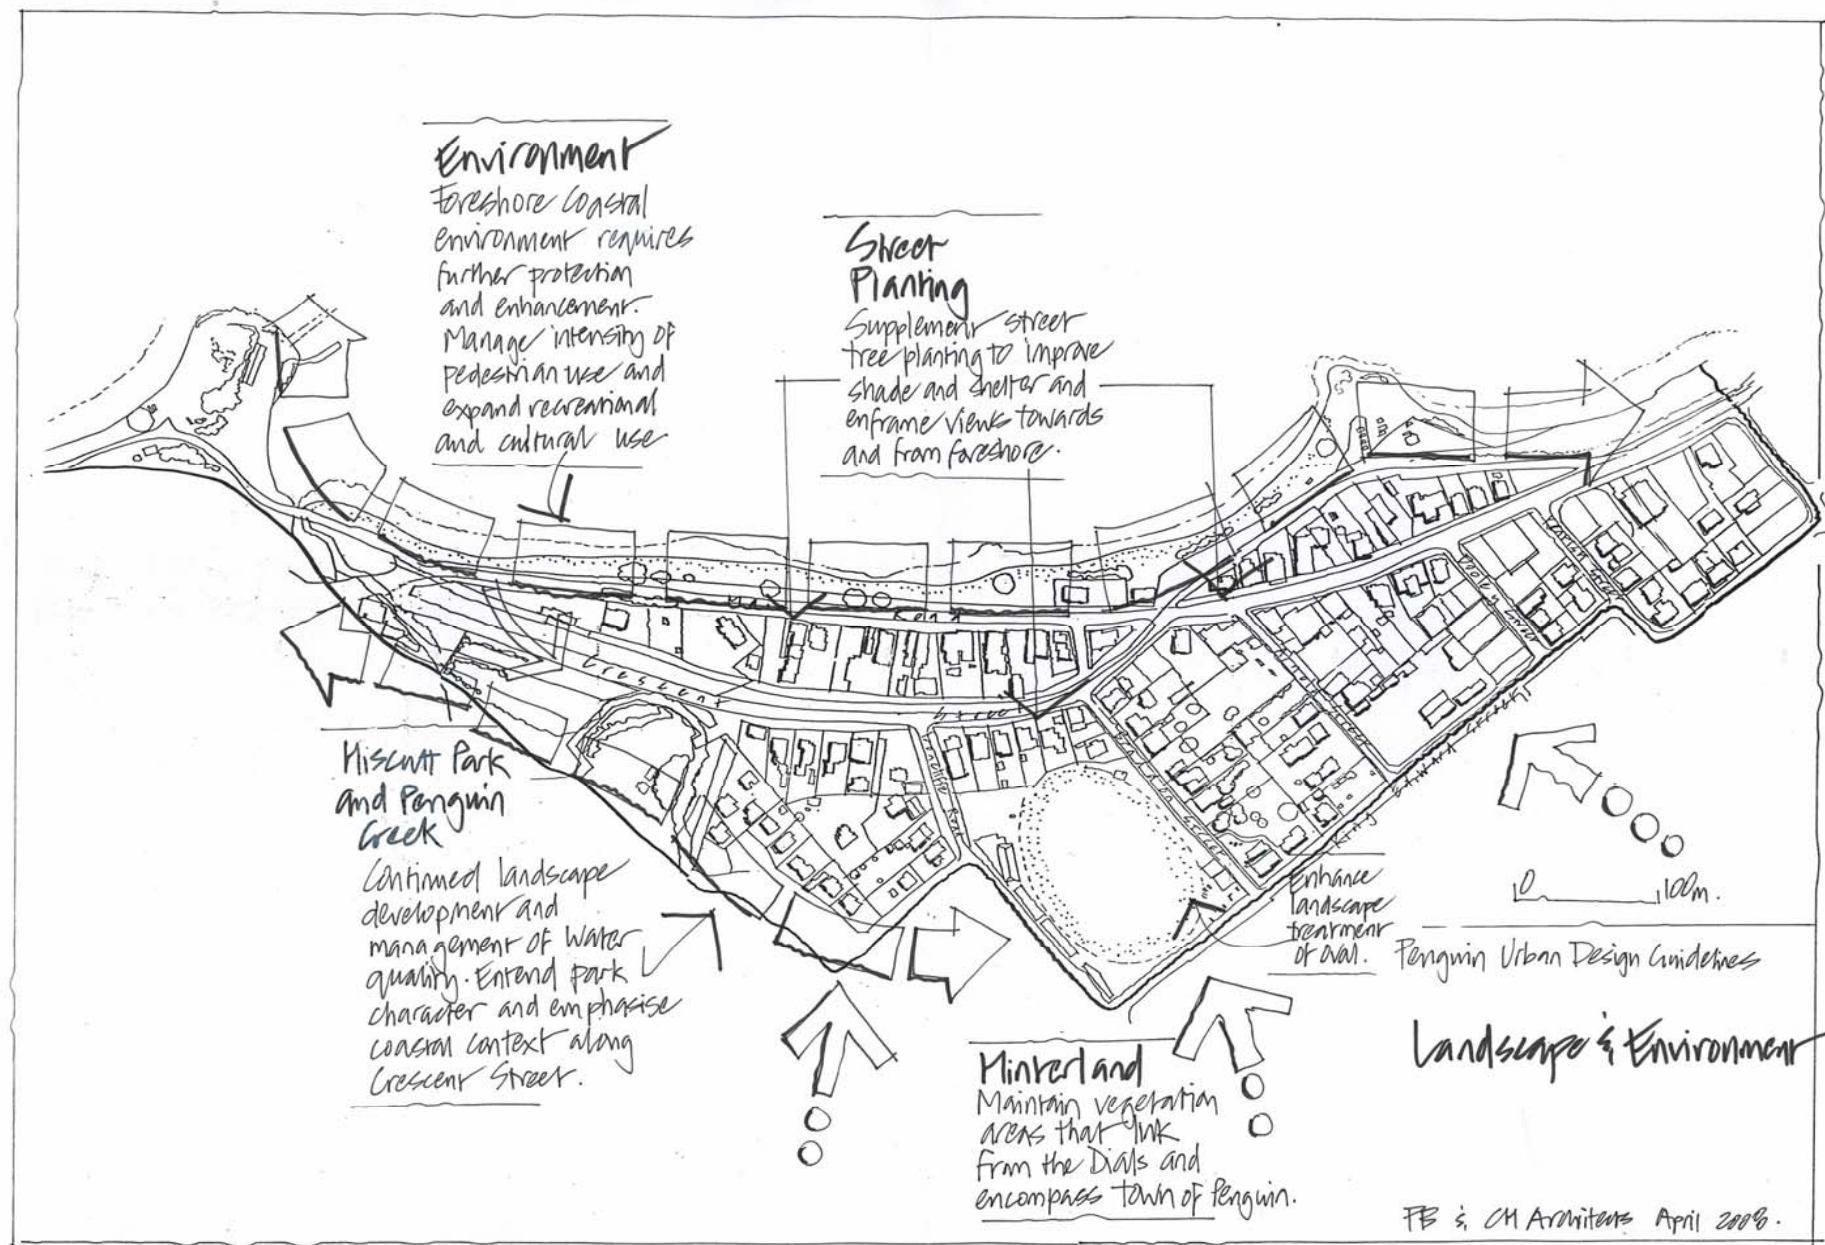 Environment
Foreshore Coastal
environment requires
further protection
and enhancement.
Manage intensity of
pedestrian use and
expand recreational
and cultural use
Street
Planting
Supplement street
tree planting to improve
shade and shelter and
enframe views towards
and from foreshore.
Crescent
Street
Road
Hiscutt Park
and Penguin
Creek
Continued landscape
development and
management of Water
quality. Entend park
character and emphasise
coastal context along
Crescent Street.
Enhance
landscape
treatment
of oval.
Hinterland
Maintain vegetation
areas that link
from the Dials and
encompass town of Penguin.
0 100m.
Penguin Urban Design Guidelines
Landscape & Environment
FB & CM Architects April 2008.